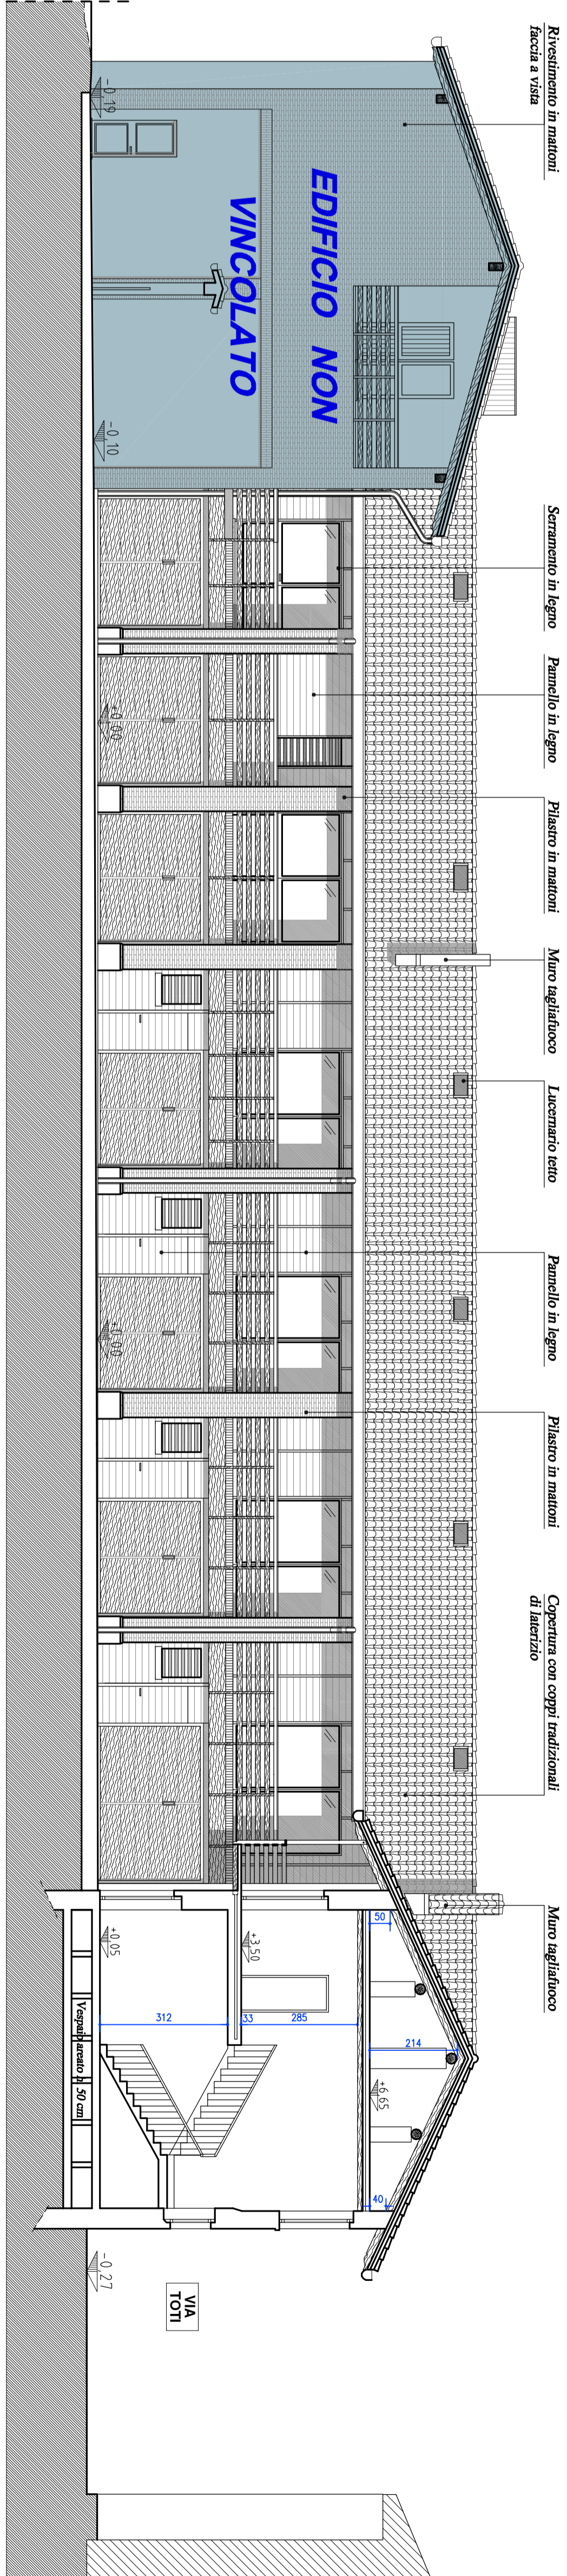 Rivestimento in mattoni
faccia a vista
Serramento in legno
Pannello in legno
Pilastro in mattoni
Muro tagliafuoco
Lucernario tetto
Pannello in legno
Pilastro in mattoni
Copertura con coppi tradizionali
di laterizio
Muro tagliafuoco
EDIFICIO NON
VINCOLATO
-0,19
-0,10
+0,00
+0,00
50
214
+6,65
40
+3,50
285
33
312
+0,05
Vespaio areato h 50 cm
-0,27
VIA
TOTI